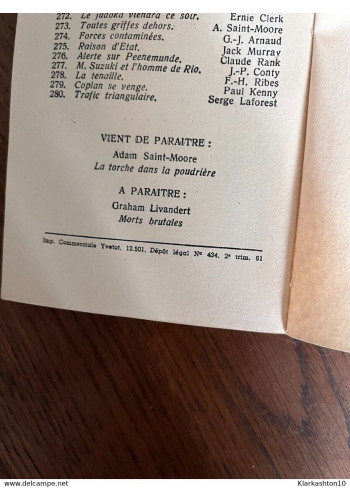 272. Le judoka viendra ce soir. Ernie Clerk
273. Toutes griffes dehors. A. Saint-Moore
274. Forces contaminées. G.-J. Arnaud
275. Raison d'Etat. Jack Murray
276. Alerte sur Peenemunde. Claude Rank
277. M. Suzuki et l'homme de Rio. J.-P. Conty
278. La tenaille. F.-H. Ribes
279. Coplan se venge. Paul Kenny
280. Trafic triangulaire. Serge Laforest
VIENT DE PARAITRE :
Adam Saint-Moore
La torche dans la poudrière
A PARAITRE :
Graham Livandert
Morts brutales
Imp. Commerciale Yvetot. 12.501. Dépôt légal N° 434. 2e trim. 61
delcampe.net
Klarkashton10